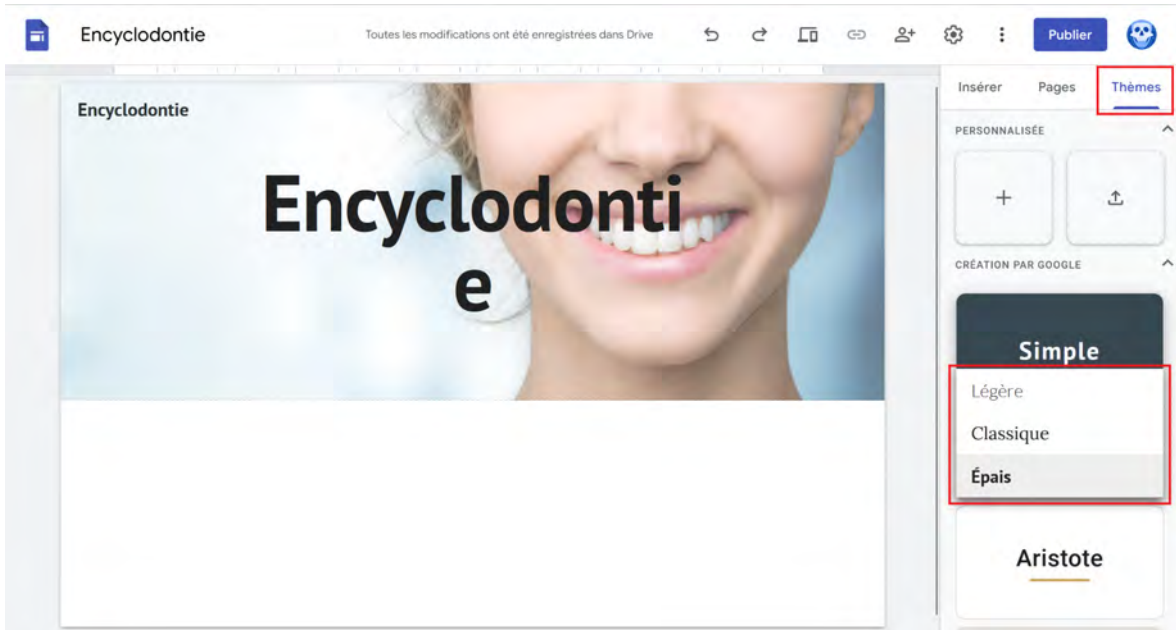 Encyclodontie
Toutes les modifications ont été enregistrées dans Drive
Publier
Insérer Pages Thèmes
PERSONNALISÉE
CRÉATION PAR GOOGLE
Simple
Légère
Classique
Épais
Aristote
Encyclodontie
Encyclodonti
e